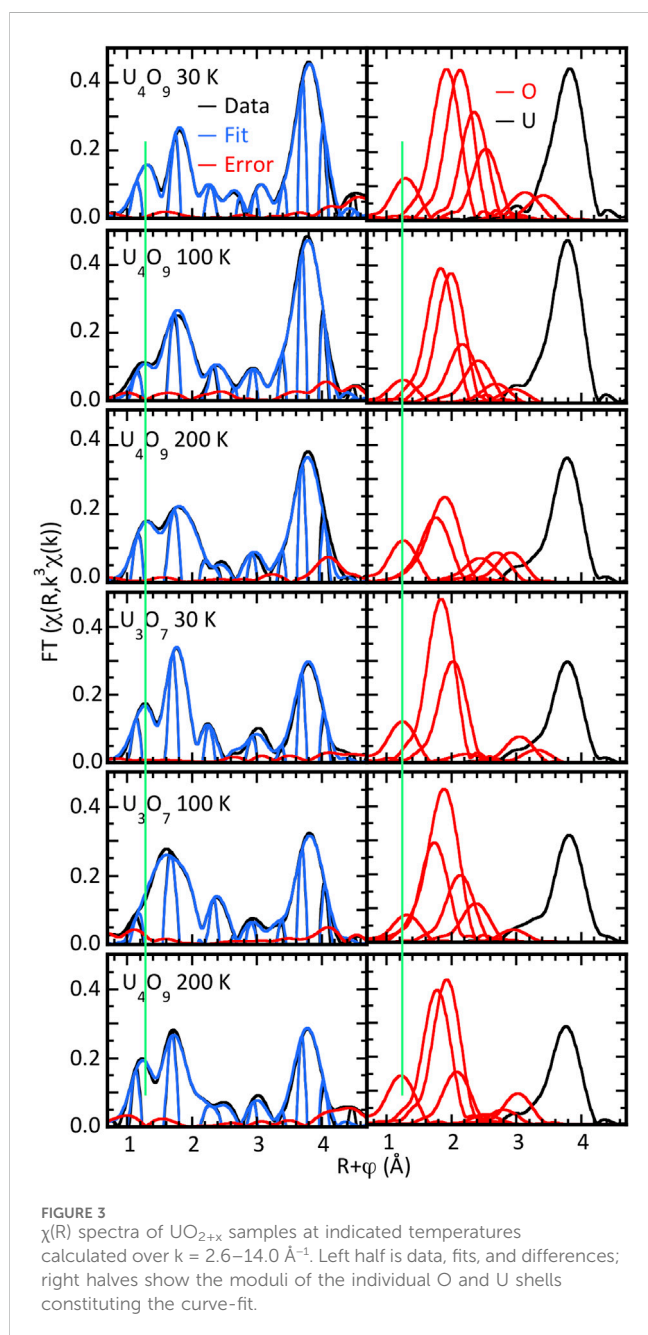 U4O9 30 K
— Data
— Fit
— Error
— O
— U
0.4
0.2
0.0
U4O9 100 K
0.4
0.2
0.0
U4O9 200 K
0.4
0.2
0.0
U3O7 30 K
0.4
0.2
0.0
U3O7 100 K
0.4
0.2
0.0
U4O9 200 K
0.4
0.2
0.0
FT (χ(R,k³χ(k))
1 2 3 4 1 2 3 4
R+φ (Å)
FIGURE 3
χ(R) spectra of UO2+x samples at indicated temperatures
calculated over k = 2.6–14.0 Å⁻¹. Left half is data, fits, and differences;
right halves show the moduli of the individual O and U shells
constituting the curve-fit.